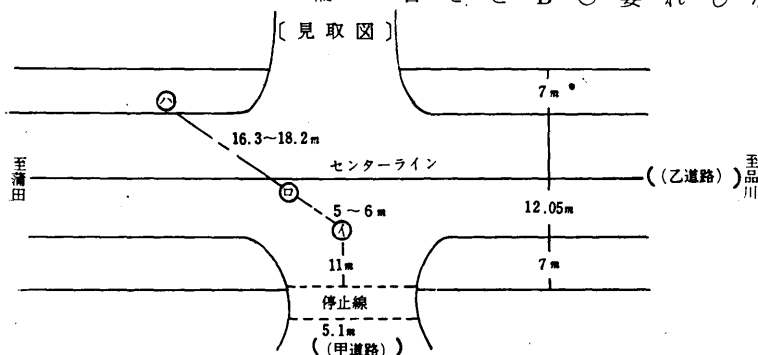 〔見取図〕
7m
ハ
16.3~18.2m
至蒲田
センターライン
((乙道路))
至品川
ロ
5~6m
12.05m
イ
11m
7m
停止線
5.1m
((甲道路))